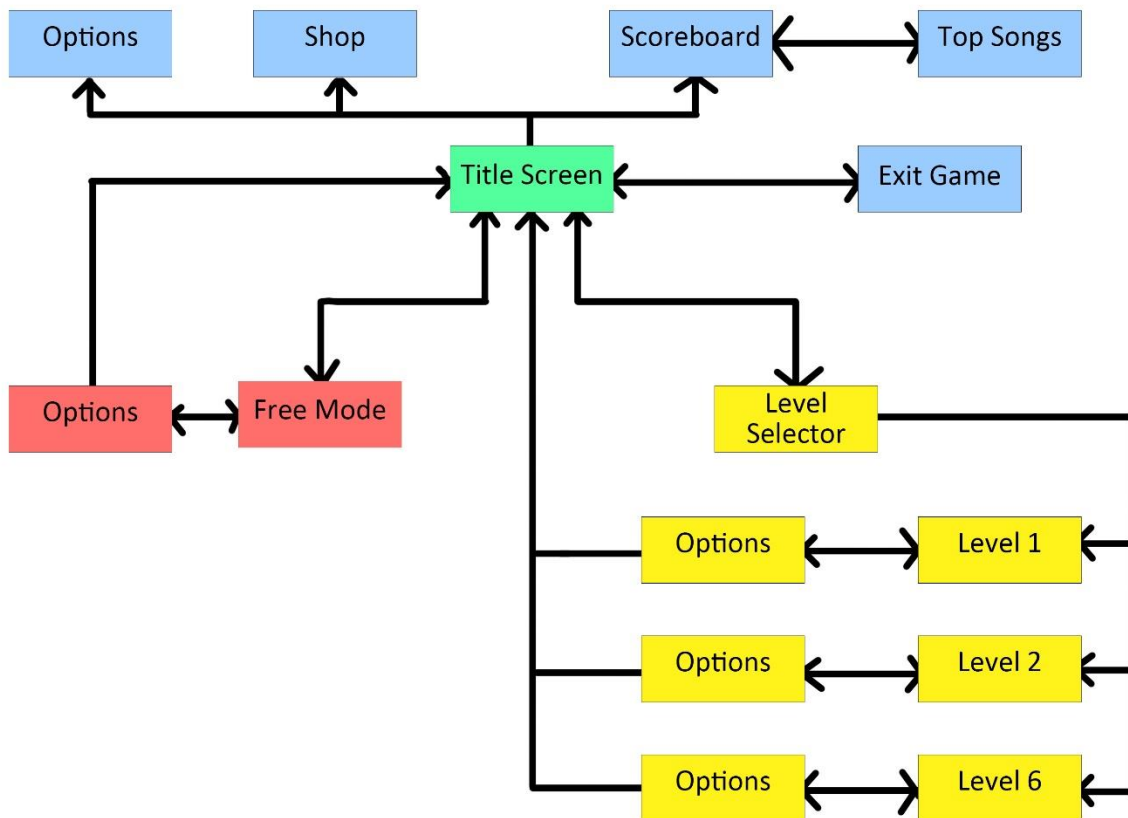 Options
Shop
Scoreboard
Top Songs
Title Screen
Exit Game
Options
Free Mode
Level
Selector
Options
Level 1
Options
Level 2
Options
Level 6